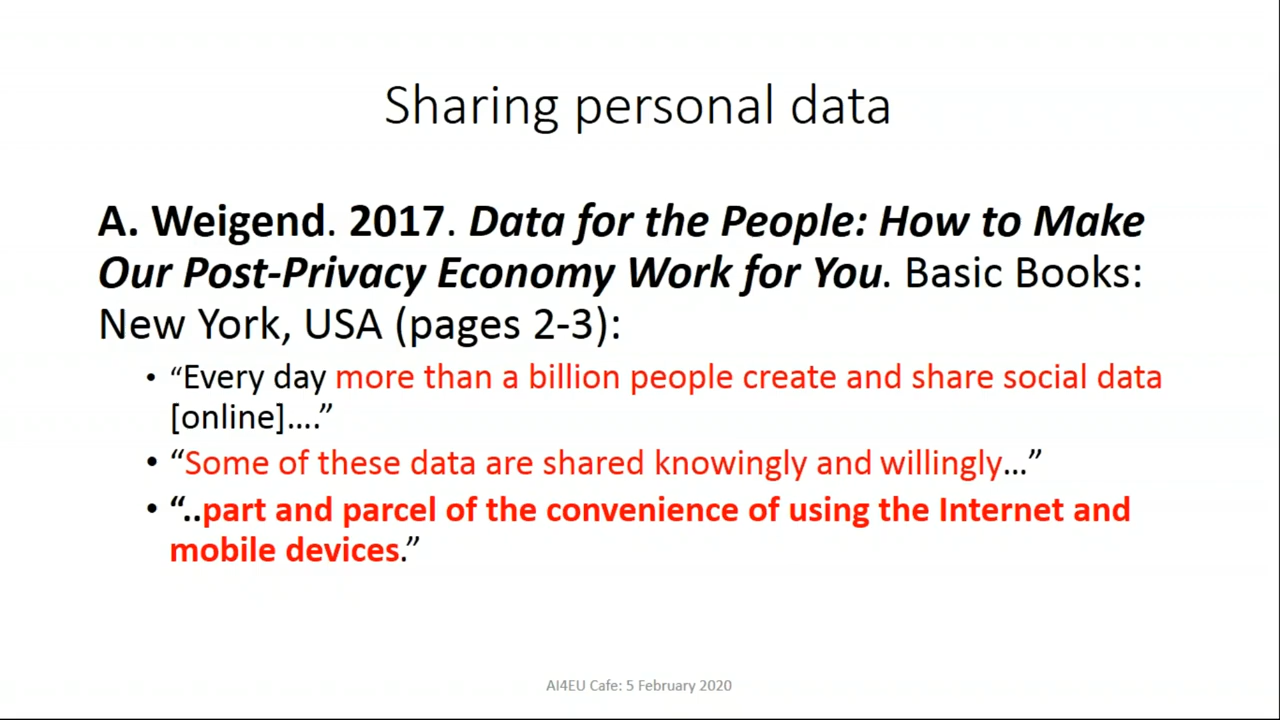 Sharing personal data
A. Weigend. 2017. Data for the People: How to Make
Our Post-Privacy Economy Work for You. Basic Books:
New York, USA (pages 2-3):
• “Every day more than a billion people create and share social data
[online]….”
• “Some of these data are shared knowingly and willingly…”
• “..part and parcel of the convenience of using the Internet and
mobile devices.”
AI4EU Cafe: 5 February 2020